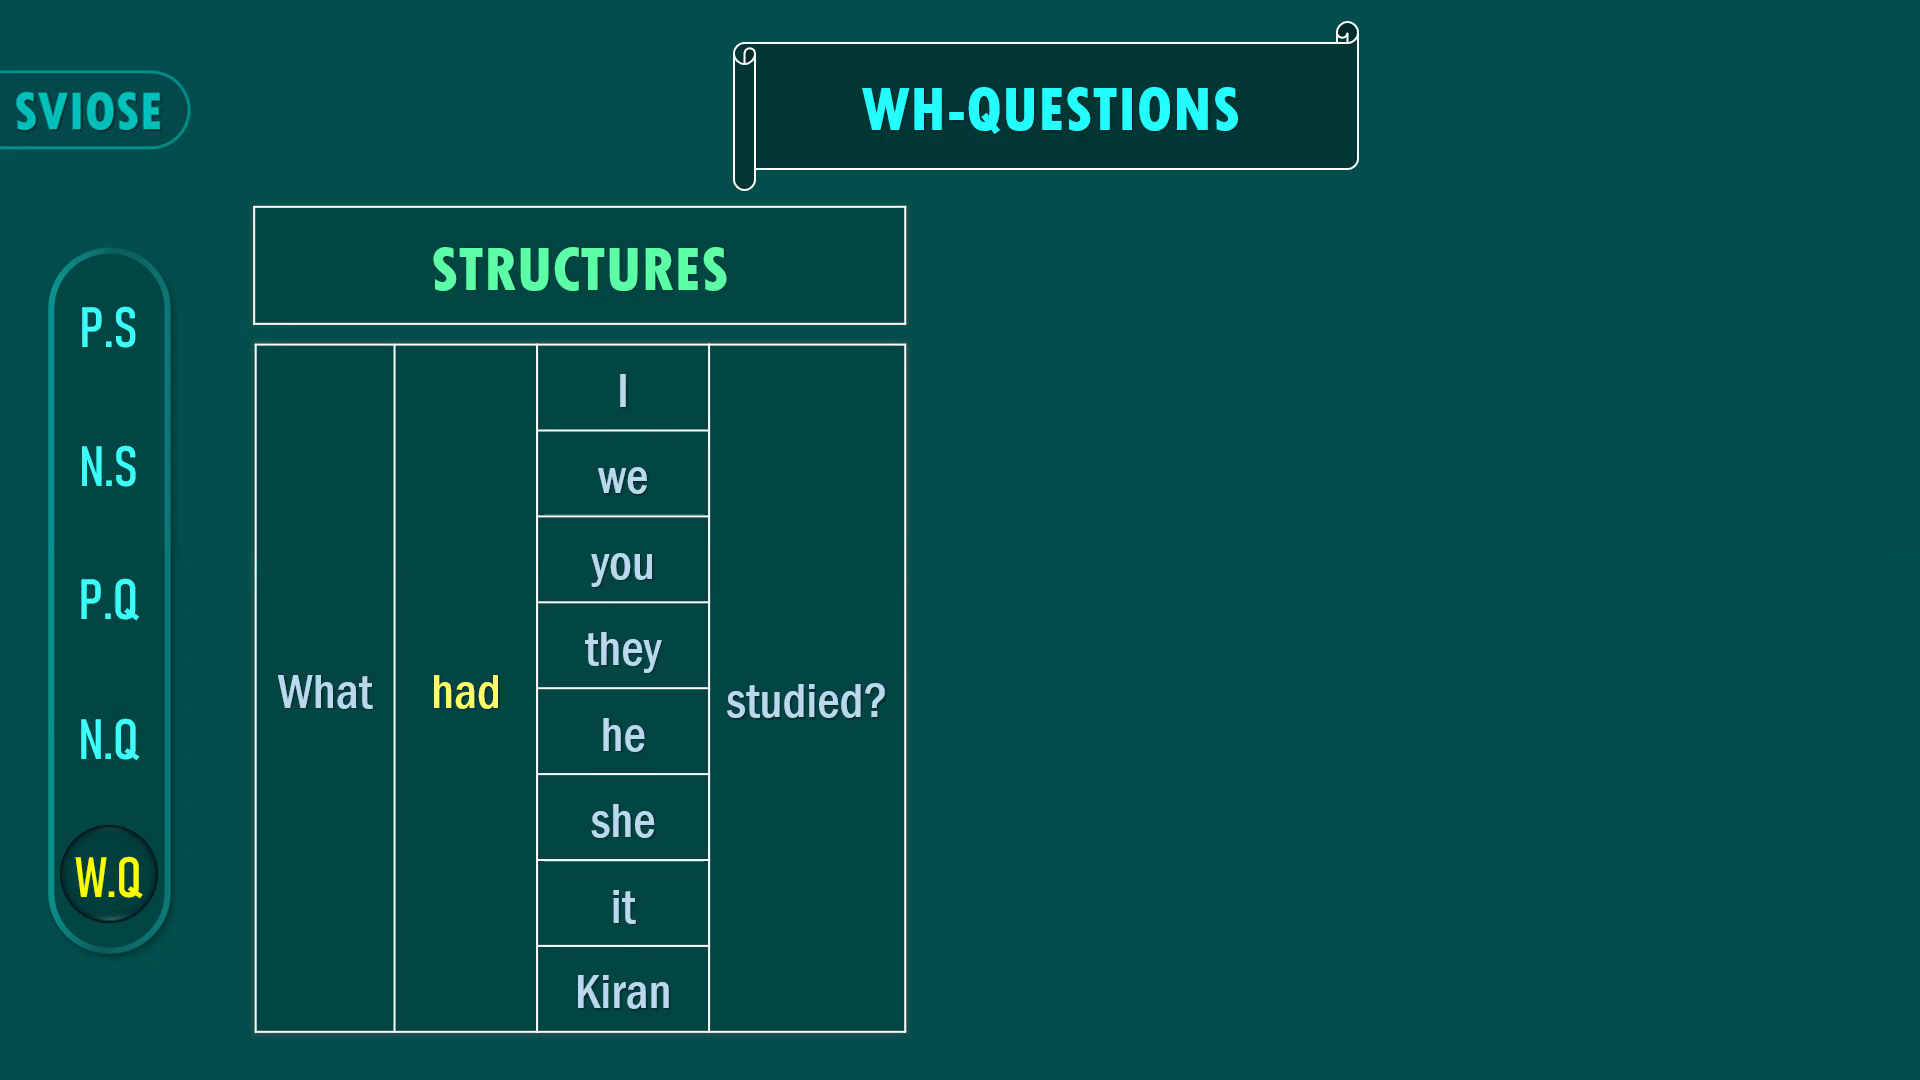 SVIOSE
WH-QUESTIONS
STRUCTURES
P.S
N.S
P.Q
N.Q
W.Q
What
had
I
we
you
they
he
she
it
Kiran
studied?